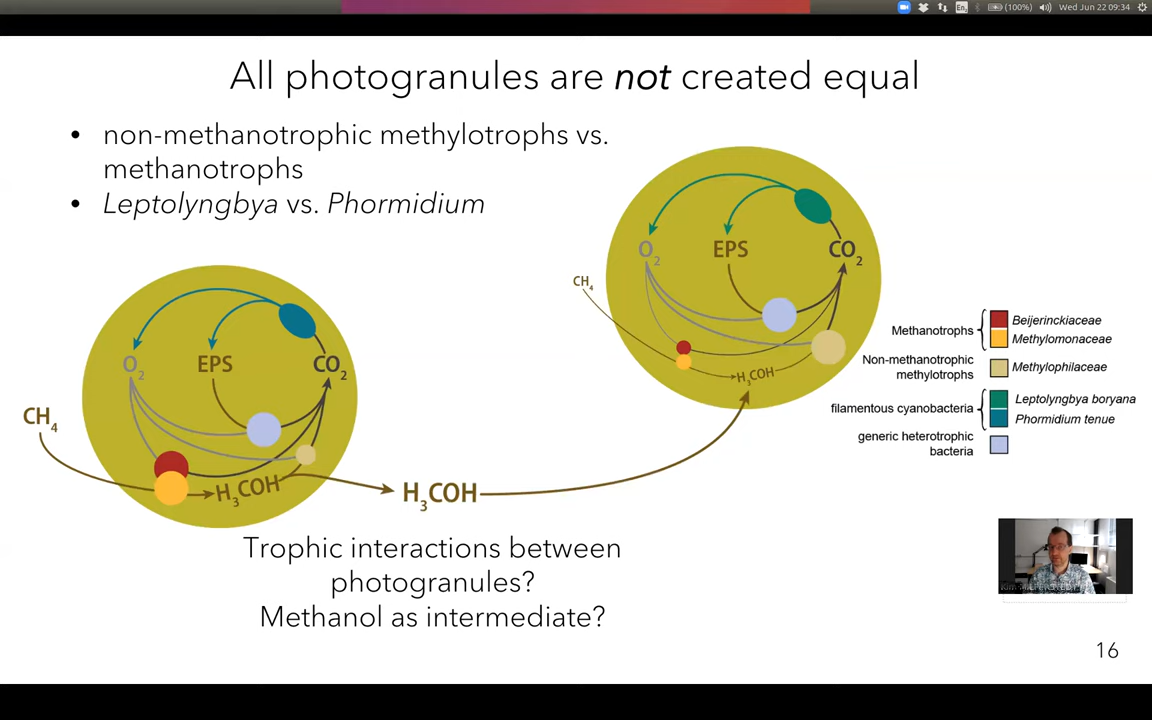 En (100%) Wed Jun 22 09:34
All photogranules are not created equal
• non-methanotrophic methylotrophs vs.
methanotrophs
• Leptolyngbya vs. Phormidium
O2 EPS CO2
CH4
H3COH
O2 EPS CO2
CH4
H3COH
H3COH
Methanotrophs
Beijerinckiaceae
Methylomonaceae
Non-methanotrophic
methylotrophs
Methylophilaceae
filamentous cyanobacteria
Leptolyngbya boryana
Phormidium tenue
generic heterotrophic
bacteria
Trophic interactions between
photogranules?
Methanol as intermediate?
16